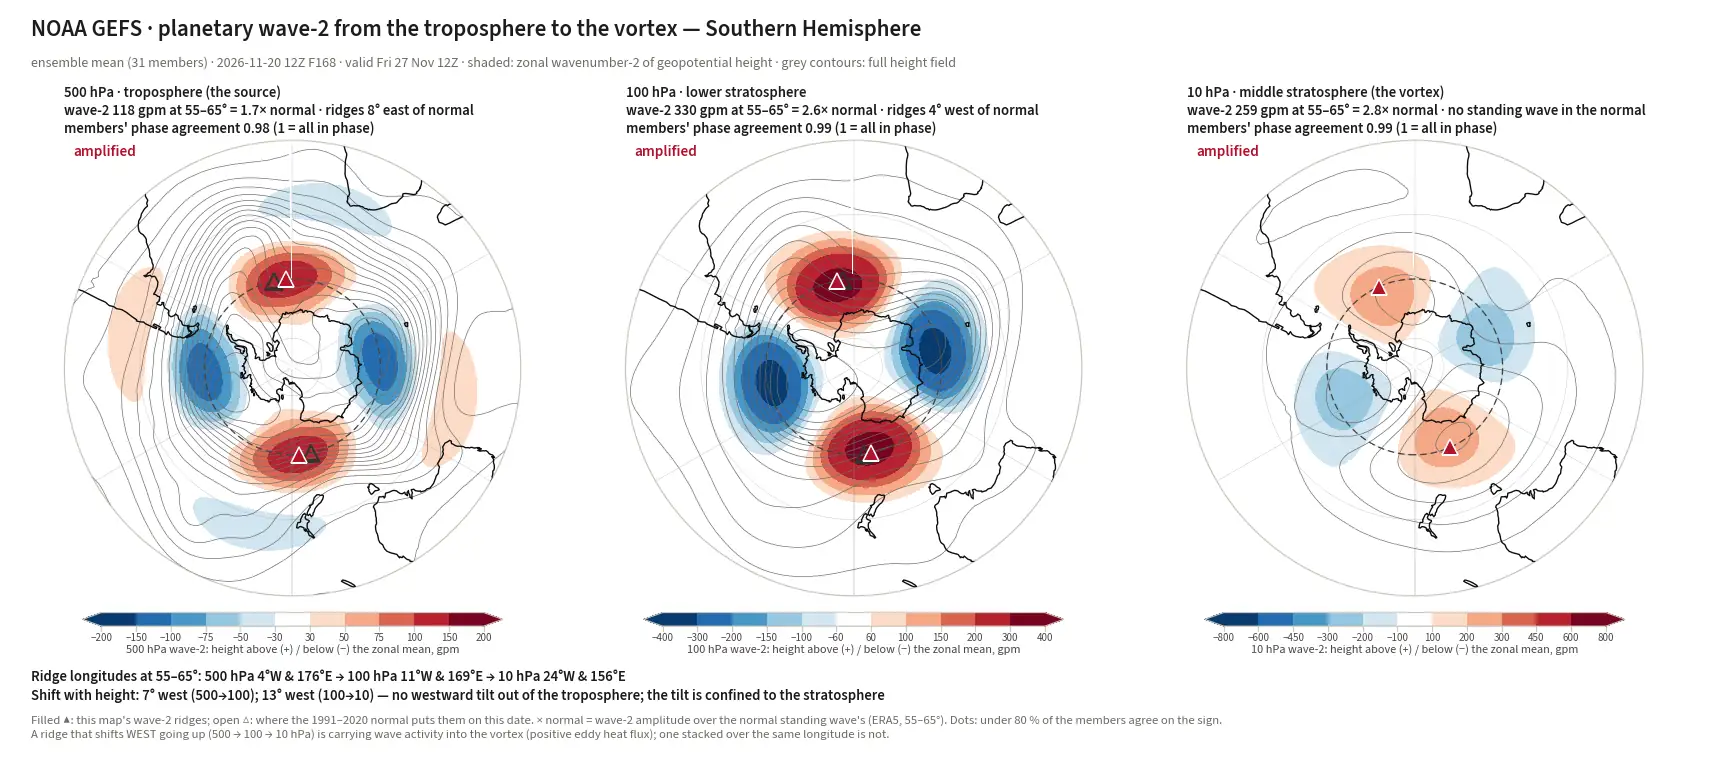 NOAA GEFS · planetary wave-2 from the troposphere to the vortex — Southern Hemisphere
ensemble mean (31 members) · 2026-11-20 12Z F168 · valid Fri 27 Nov 12Z · shaded: zonal wavenumber-2 of geopotential height · grey contours: full height field
500 hPa · troposphere (the source)
wave-2 118 gpm at 55–65° = 1.7× normal · ridges 8° east of normal
members' phase agreement 0.98 (1 = all in phase)
amplified
100 hPa · lower stratosphere
wave-2 330 gpm at 55–65° = 2.6× normal · ridges 4° west of normal
members' phase agreement 0.99 (1 = all in phase)
amplified
10 hPa · middle stratosphere (the vortex)
wave-2 259 gpm at 55–65° = 2.8× normal · no standing wave in the normal
members' phase agreement 0.99 (1 = all in phase)
amplified
−200 −150 −100 −75 −50 −30 30 50 75 100 150 200
500 hPa wave-2: height above (+) / below (−) the zonal mean, gpm
−400 −300 −200 −150 −100 −60 60 100 150 200 300 400
100 hPa wave-2: height above (+) / below (−) the zonal mean, gpm
−800 −600 −450 −300 −200 −100 100 200 300 450 600 800
10 hPa wave-2: height above (+) / below (−) the zonal mean, gpm
Ridge longitudes at 55–65°: 500 hPa 4°W & 176°E → 100 hPa 11°W & 169°E → 10 hPa 24°W & 156°E
Shift with height: 7° west (500→100); 13° west (100→10) — no westward tilt out of the troposphere; the tilt is confined to the stratosphere
Filled ▲: this map's wave-2 ridges; open △: where the 1991–2020 normal puts them on this date. × normal = wave-2 amplitude over the normal standing wave's (ERA5, 55–65°). Dots: under 80 % of the members agree on the sign.
A ridge that shifts WEST going up (500 → 100 → 10 hPa) is carrying wave activity into the vortex (positive eddy heat flux); one stacked over the same longitude is not.